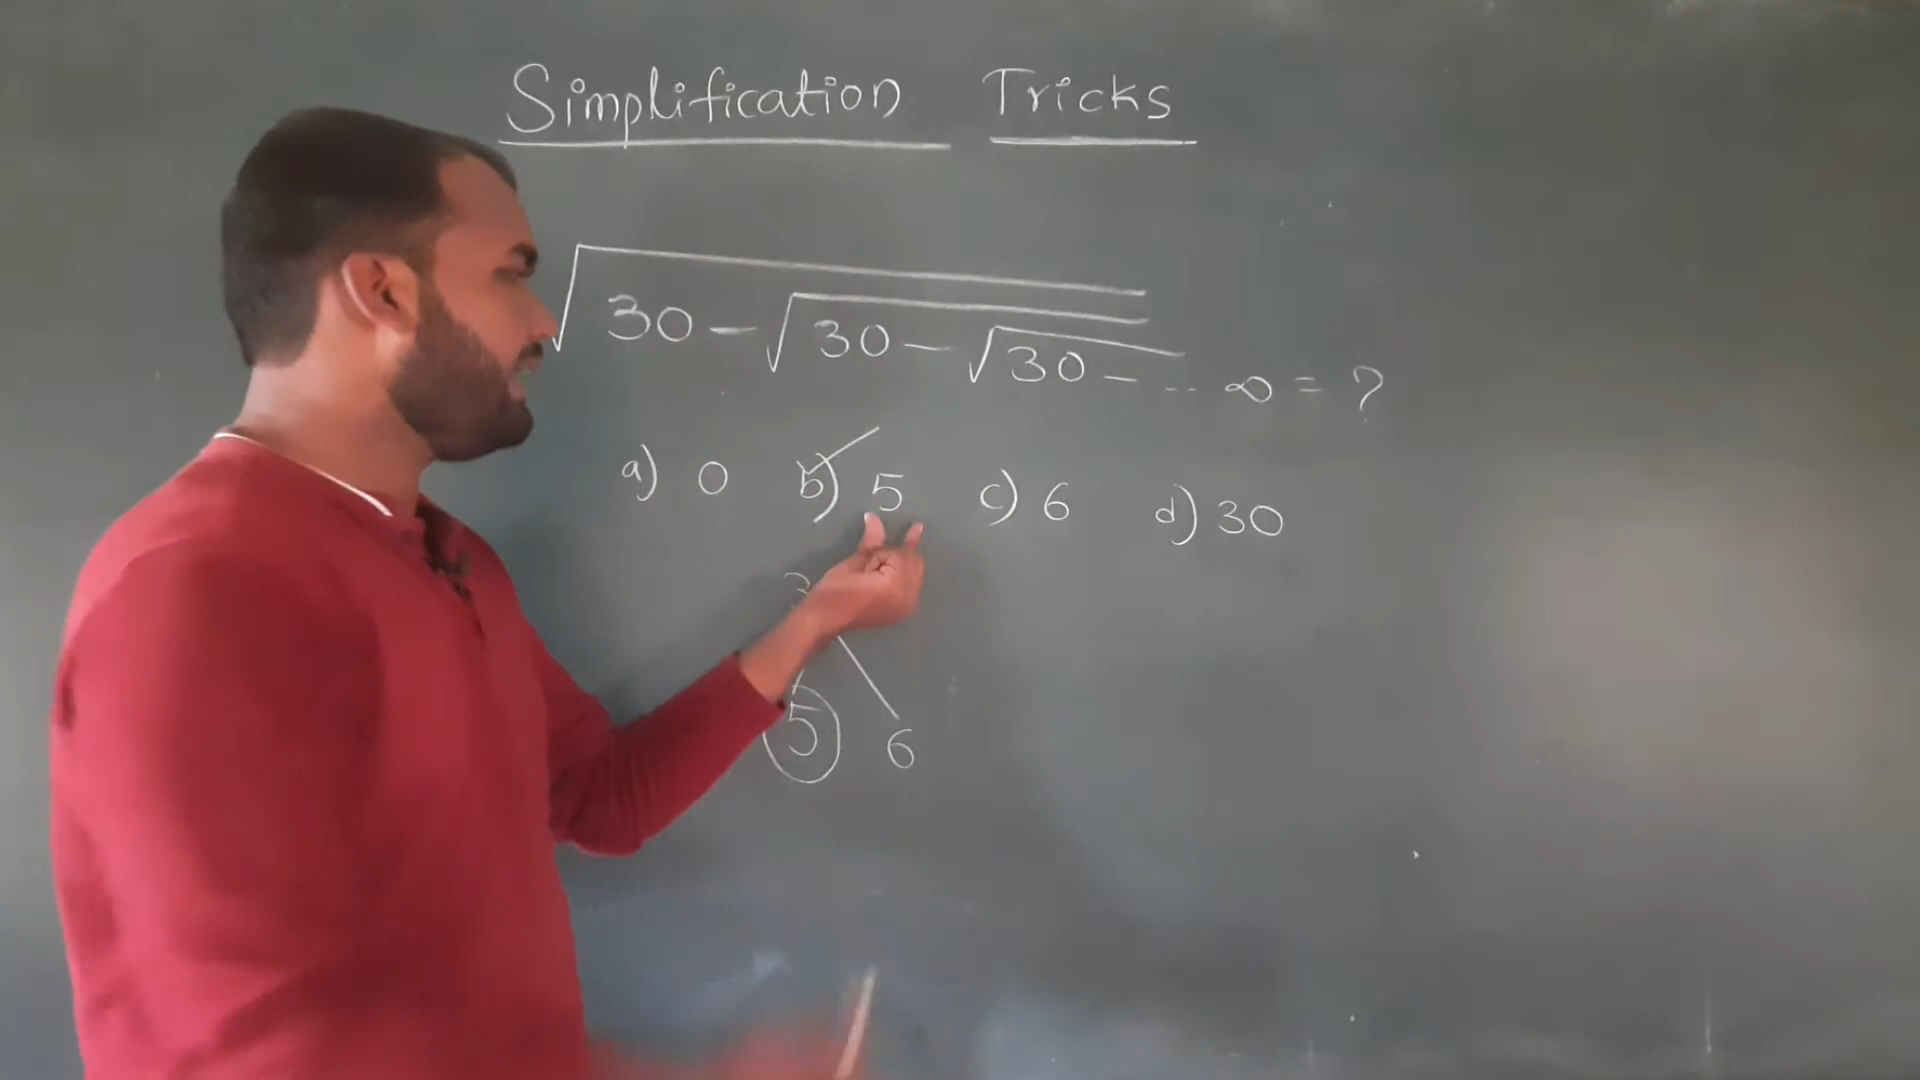 Simplification Tricks
√30 - √30 - √30 - ... ∞ = ?
a) 0 b) 5 c) 6 d) 30
5 6